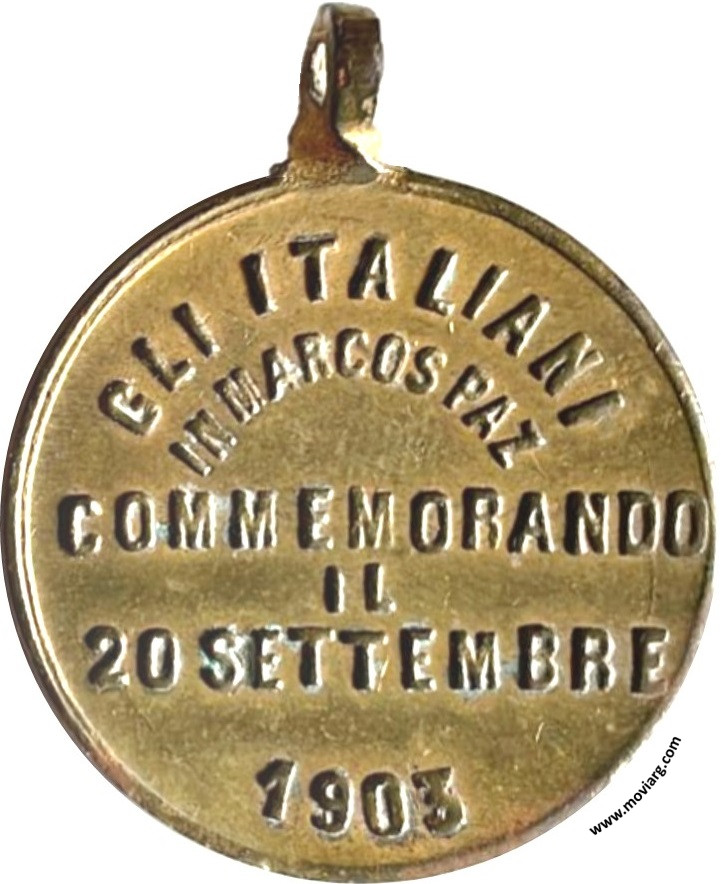 GLI ITALIANI
IN MARCOS PAZ
COMMEMORANDO
IL
20 SETTEMBRE
1903
www.moviarg.com